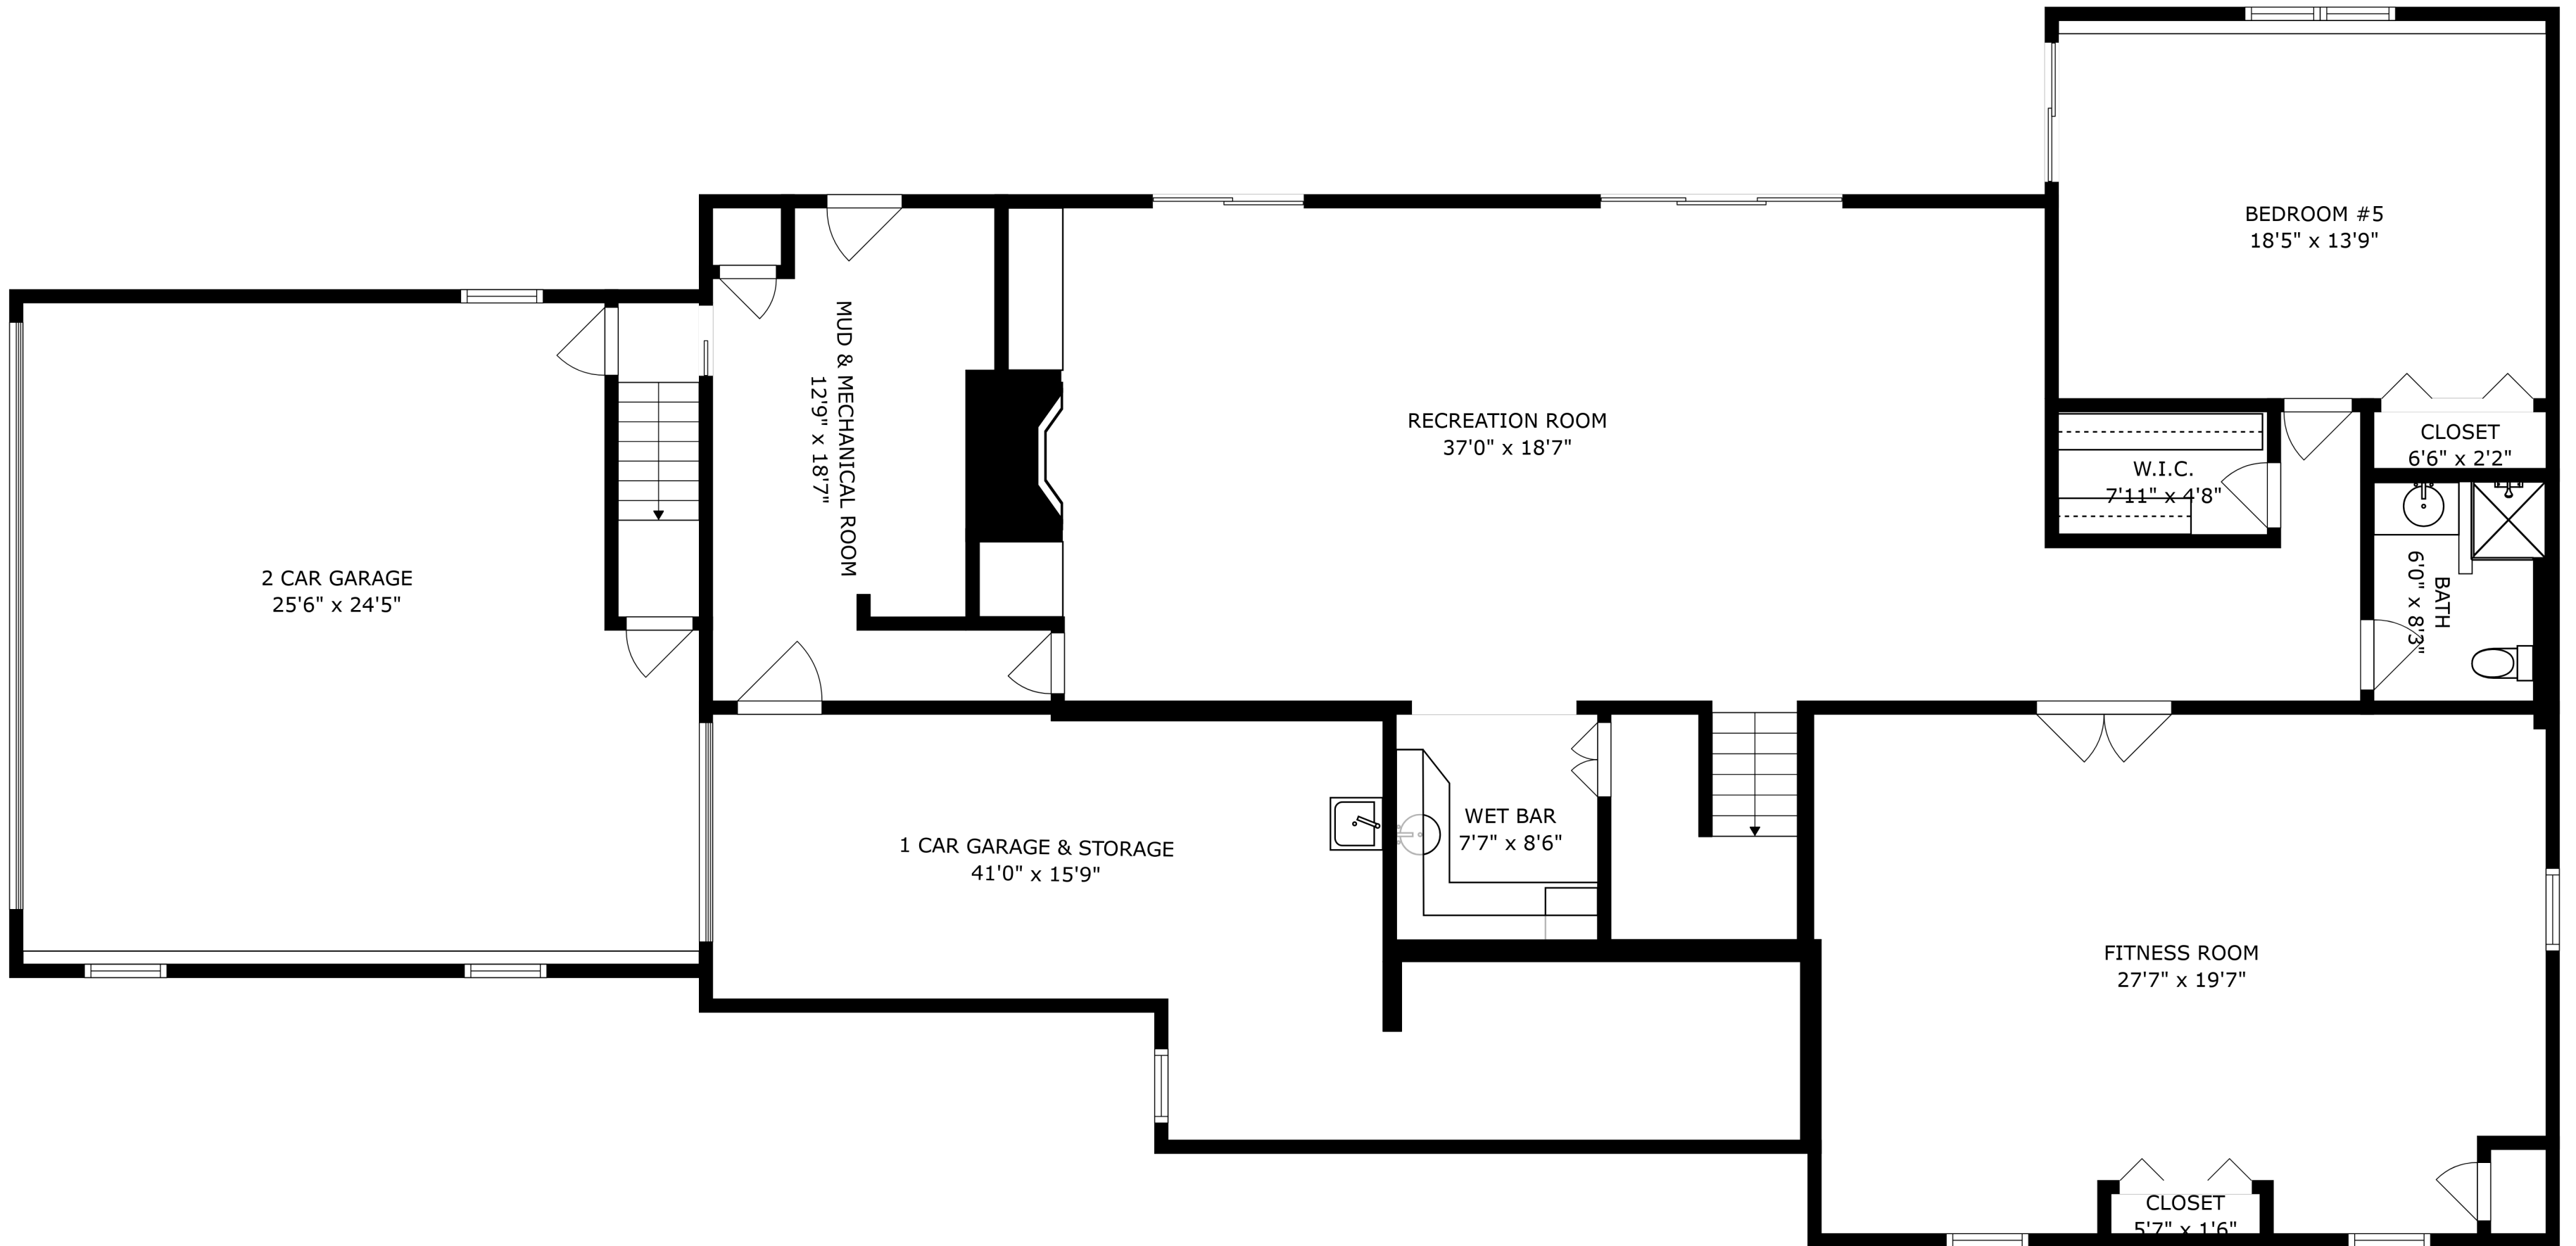 BEDROOM #5
18'5" x 13'9"
MUD & MECHANICAL ROOM
12'9" x 18'7"
RECREATION ROOM
37'0" x 18'7"
CLOSET
6'6" x 2'2"
W.I.C.
7'11" x 4'8"
2 CAR GARAGE
25'6" x 24'5"
BATH
6'0" x 8'3"
1 CAR GARAGE & STORAGE
41'0" x 15'9"
WET BAR
7'7" x 8'6"
FITNESS ROOM
27'7" x 19'7"
CLOSET
5'7" x 1'6"